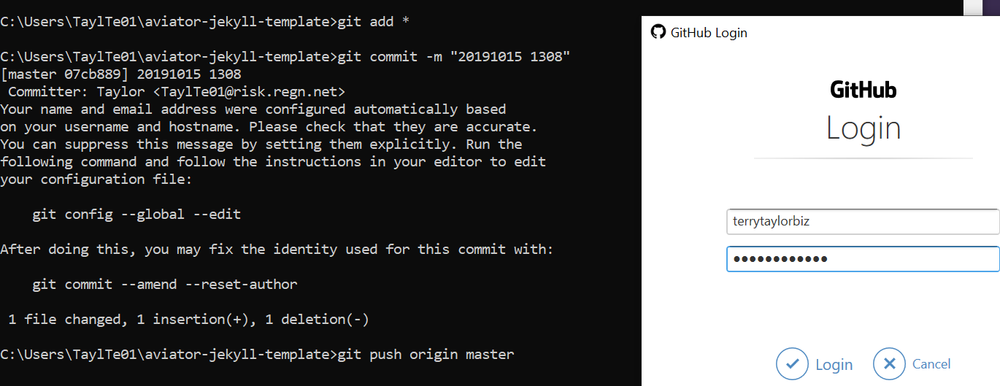 C:\Users\TaylTe01\aviator-jekyll-template>git add *
C:\Users\TaylTe01\aviator-jekyll-template>git commit -m "20191015 1308"
[master 07cb889] 20191015 1308
Committer: Taylor <TaylTe01@risk.regn.net>
Your name and email address were configured automatically based
on your username and hostname. Please check that they are accurate.
You can suppress this message by setting them explicitly. Run the
following command and follow the instructions in your editor to edit
your configuration file:
git config --global --edit
After doing this, you may fix the identity used for this commit with:
git commit --amend --reset-author
1 file changed, 1 insertion(+), 1 deletion(-)
C:\Users\TaylTe01\aviator-jekyll-template>git push origin master
GitHub Login
GitHub
Login
terrytaylorbiz
●●●●●●●●●●●●
Login
Cancel